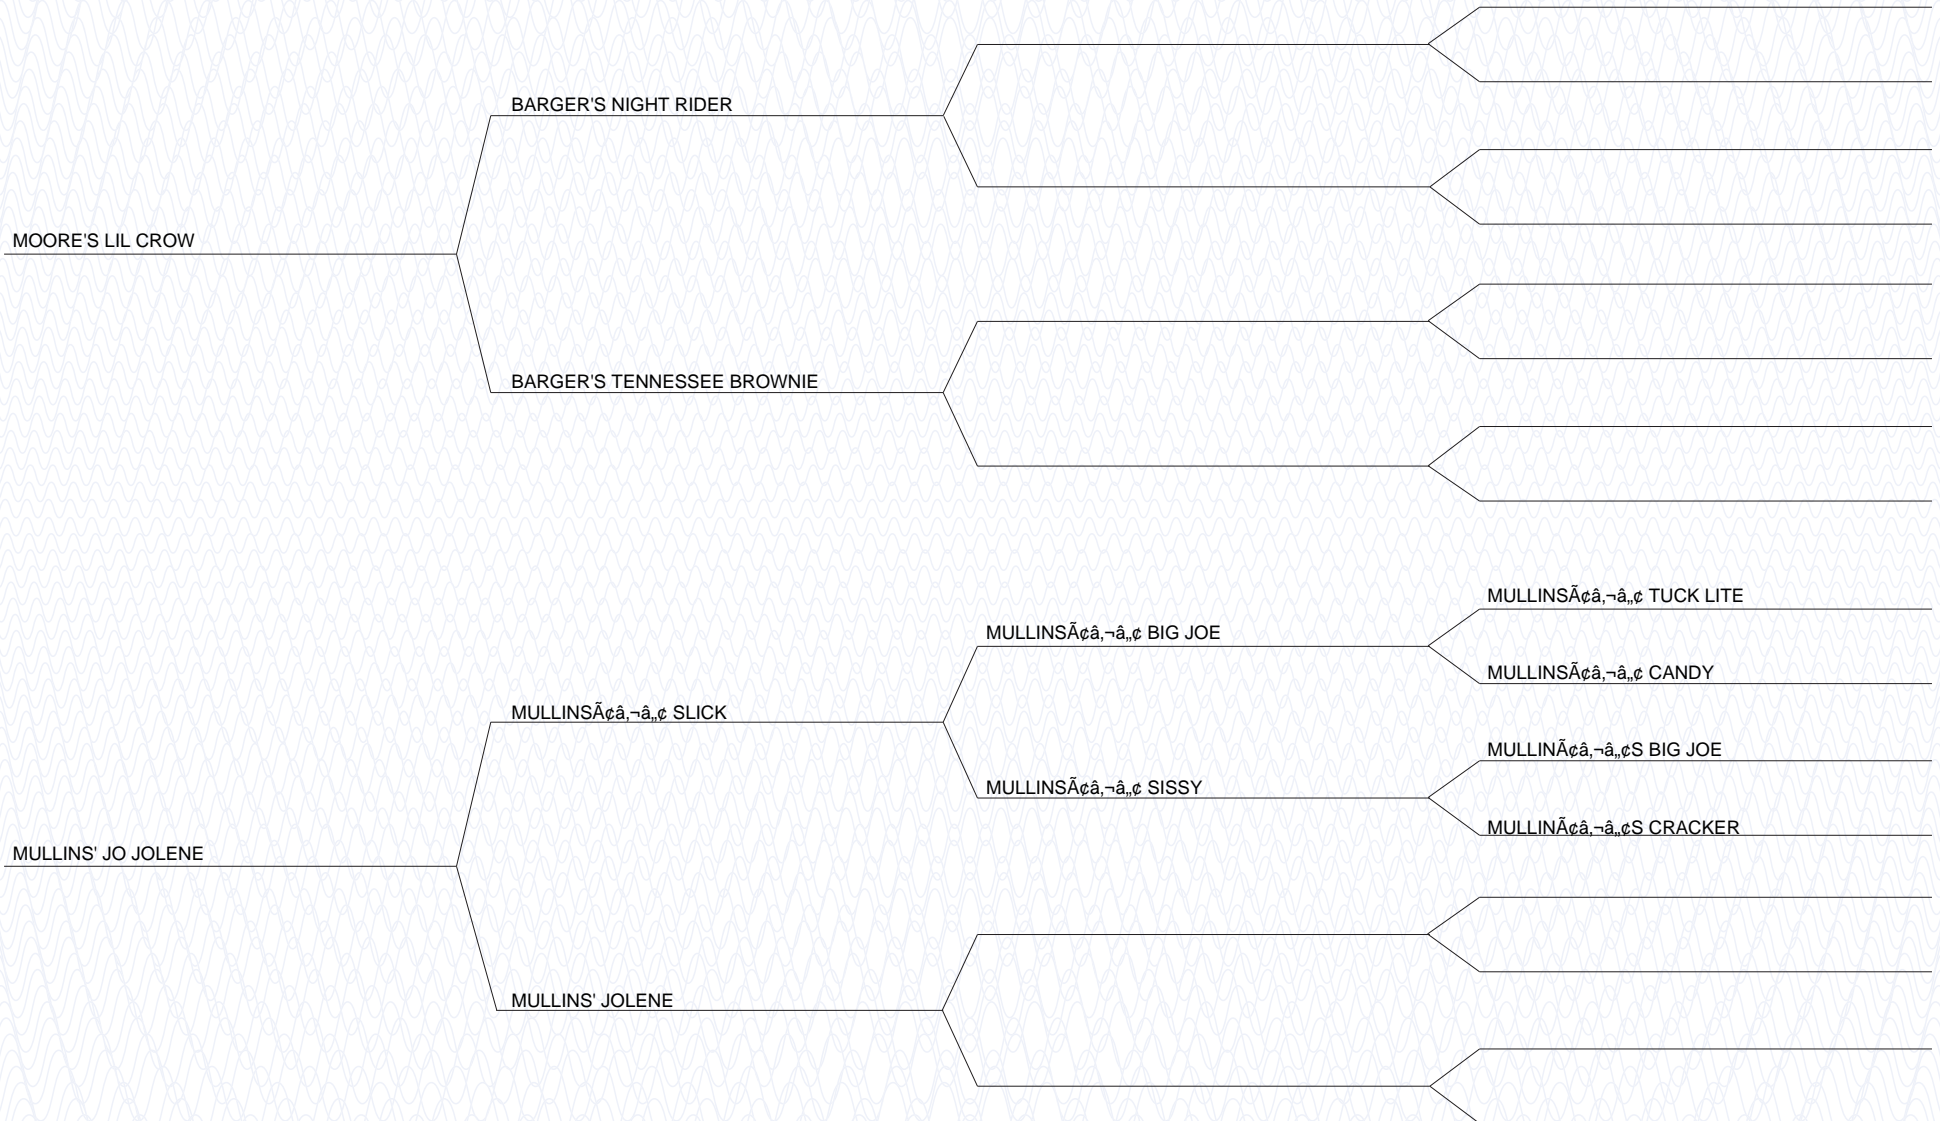 BARGER'S NIGHT RIDER
MOORE'S LIL CROW
BARGER'S TENNESSEE BROWNIE
MULLINSÃ¢â‚¬â„¢ TUCK LITE
MULLINSÃ¢â‚¬â„¢ BIG JOE
MULLINSÃ¢â‚¬â„¢ CANDY
MULLINSÃ¢â‚¬â„¢ SLICK
MULLINÃ¢â‚¬â„¢S BIG JOE
MULLINSÃ¢â‚¬â„¢ SISSY
MULLINÃ¢â‚¬â„¢S CRACKER
MULLINS' JO JOLENE
MULLINS' JOLENE